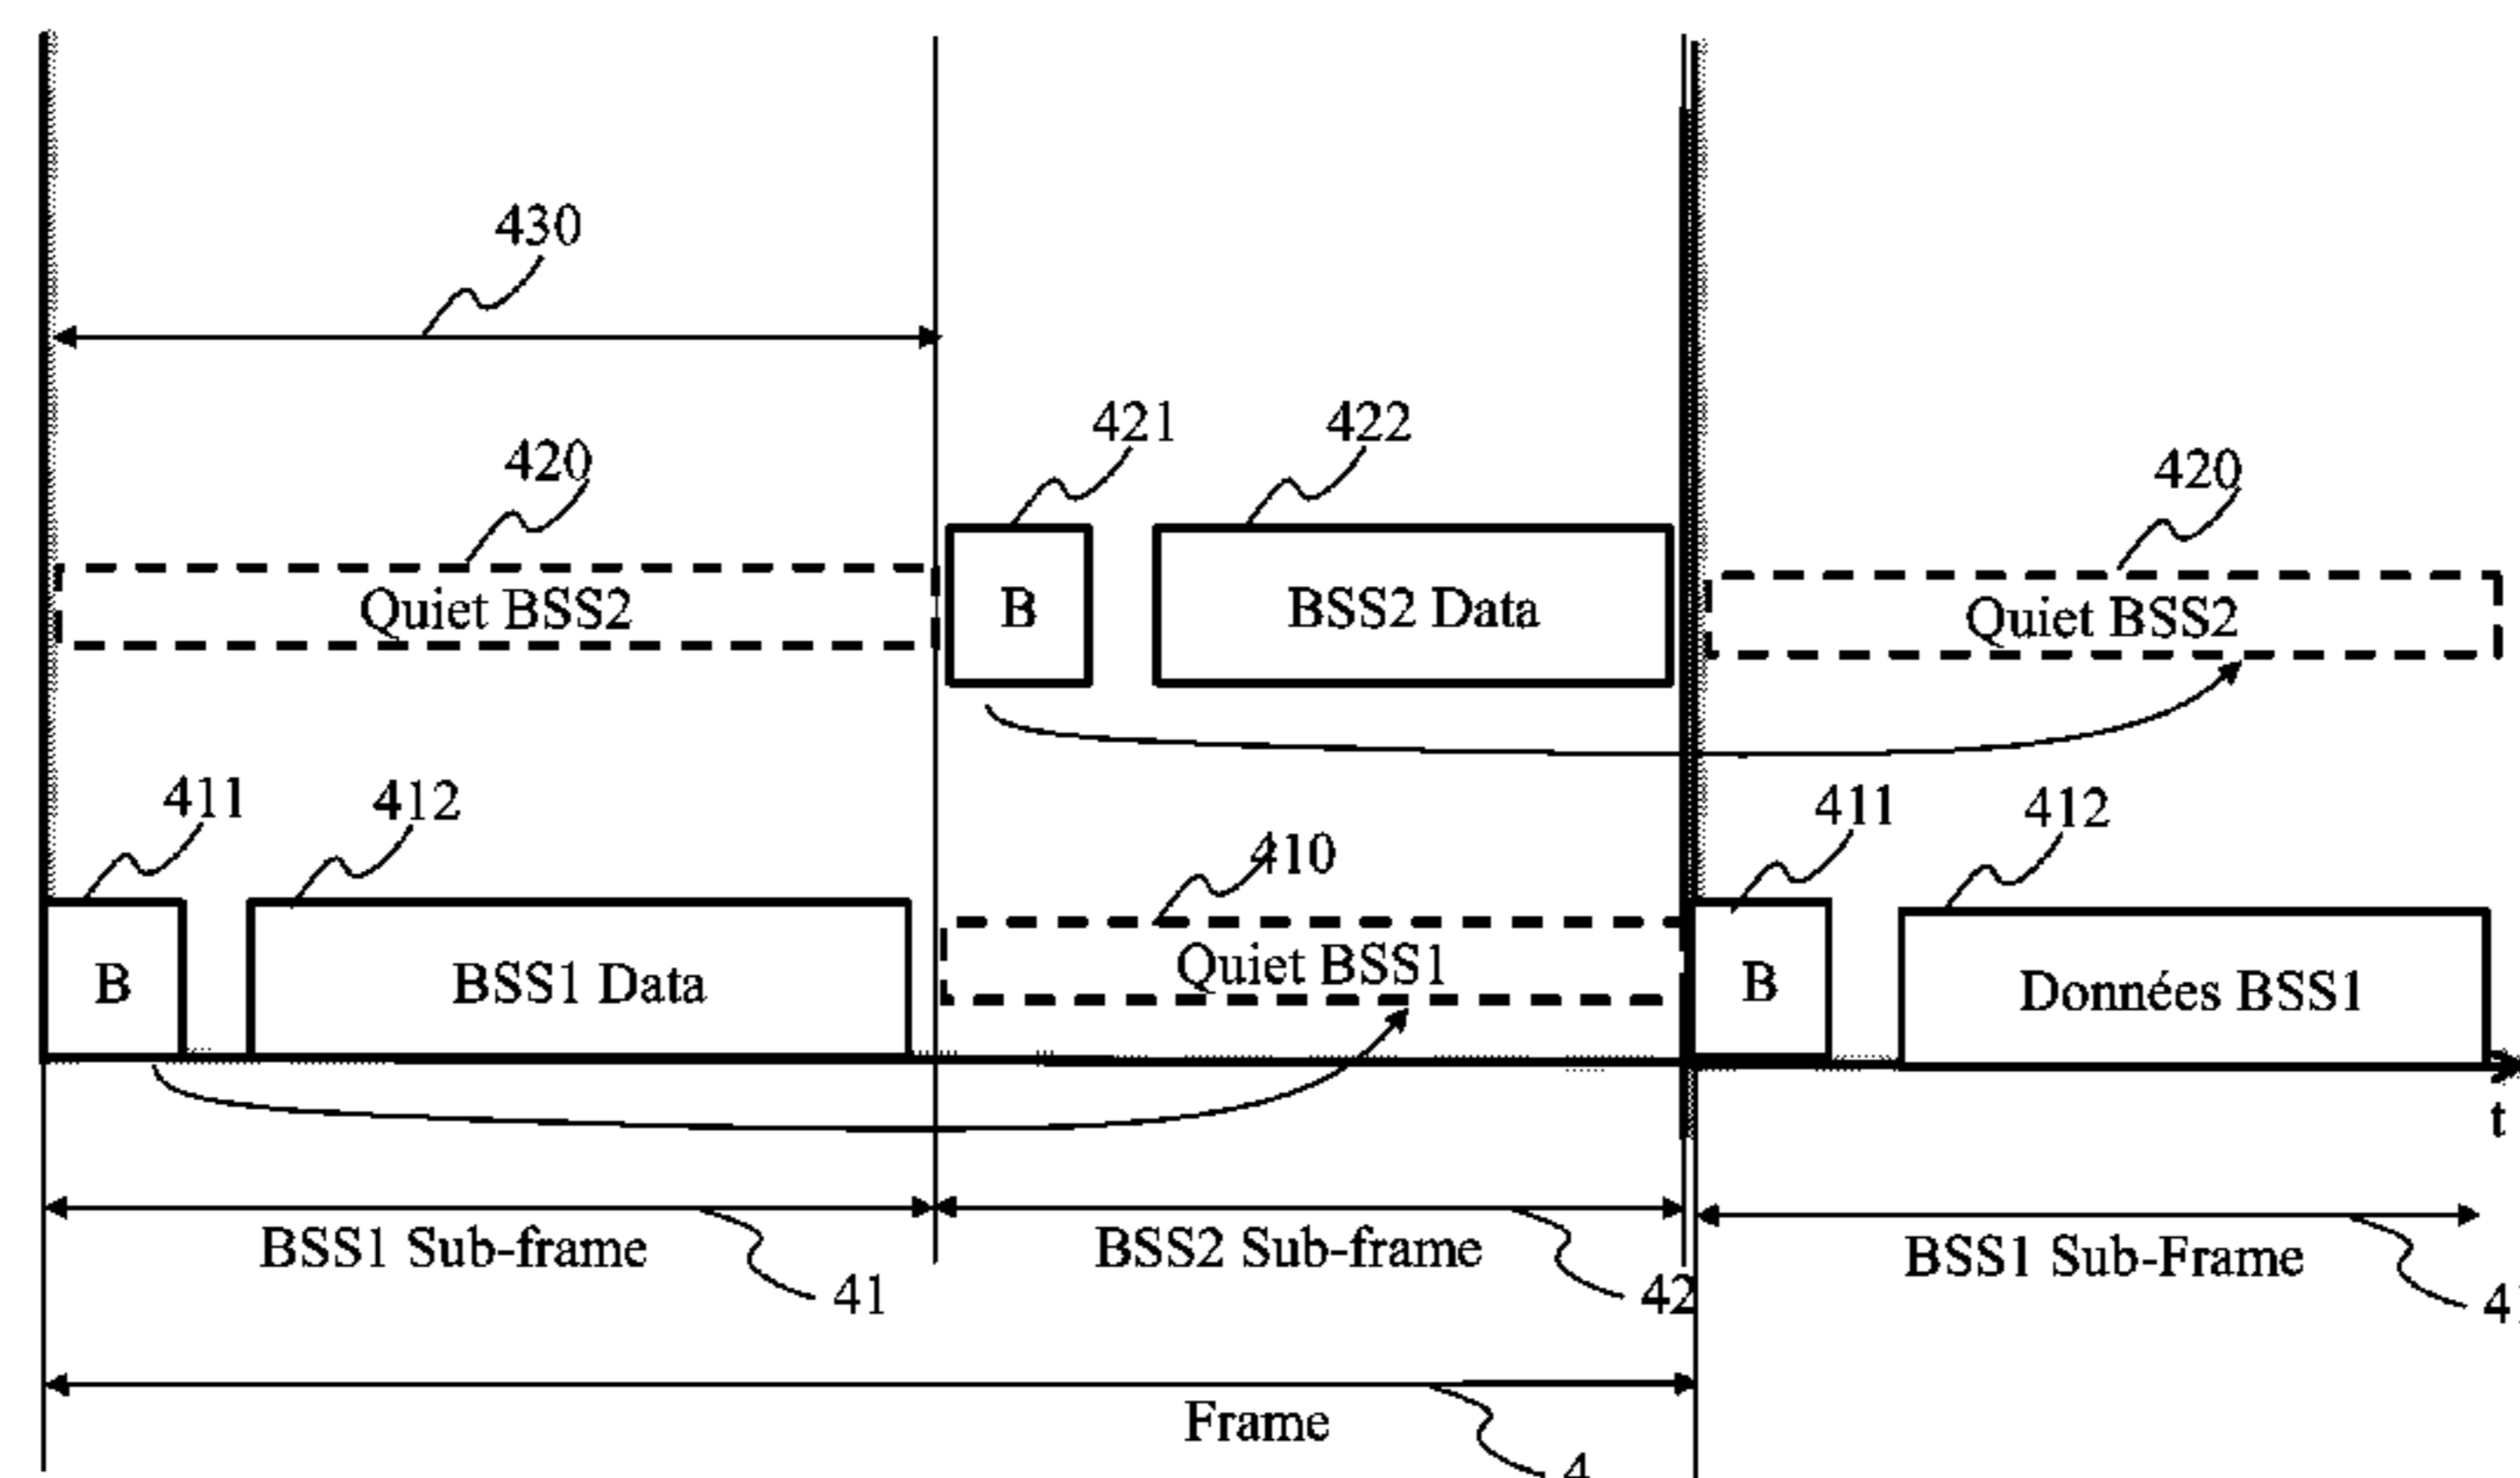 430
421
422
420
420
Quiet BSS2
B
BSS2 Data
Quiet BSS2
411
412
411
412
410
B
BSS1 Data
Quiet BSS1
B
Données BSS1
t
BSS1 Sub-frame
BSS2 Sub-frame
BSS1 Sub-Frame
41
42
Frame
4